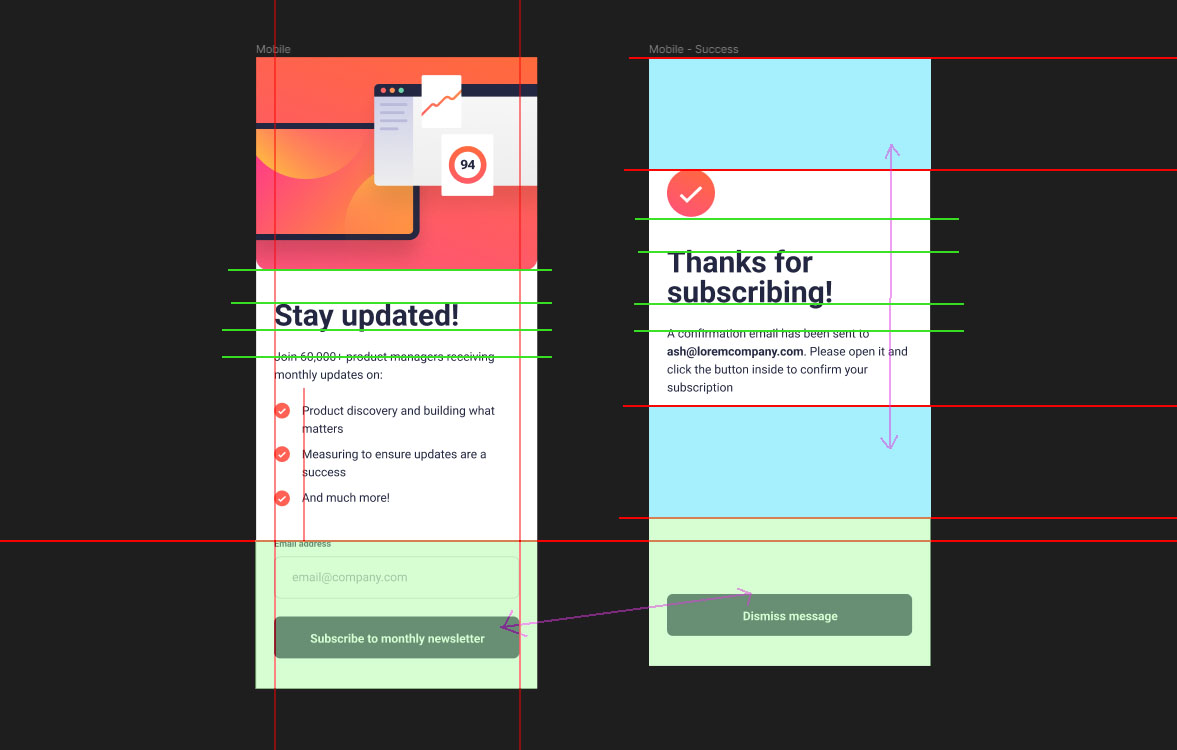 Mobile
94
Stay updated!
Join 60,000+ product managers receiving
monthly updates on:
Product discovery and building what
matters
Measuring to ensure updates are a
success
And much more!
Email address
email@company.com
Subscribe to monthly newsletter
Mobile - Success
Thanks for
subscribing!
A confirmation email has been sent to
ash@loremcompany.com. Please open it and
click the button inside to confirm your
subscription
Dismiss message